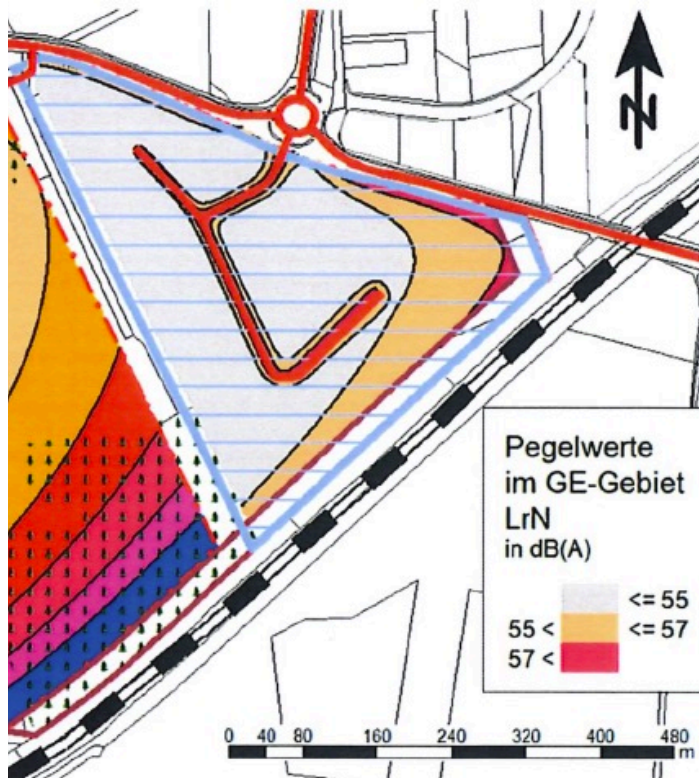 N
Pegelwerte
im GE-Gebiet
LrN
in dB(A)
<= 55
55 < <= 57
57 <
0 40 80 160 240 320 400 480
m